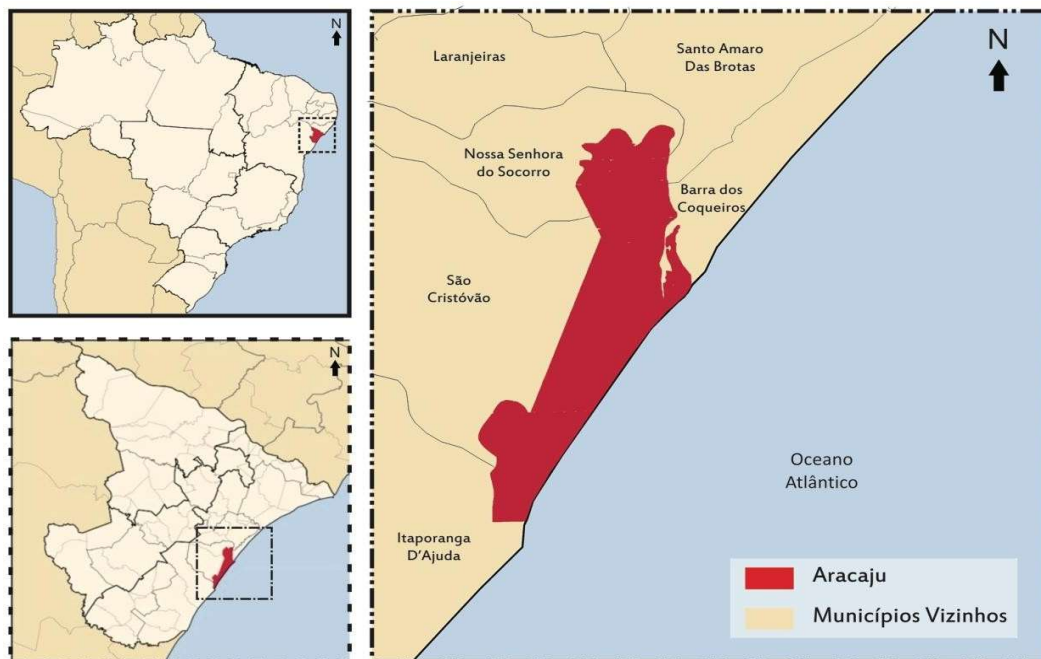 N
N
Laranjeiras
Santo Amaro
Das Brotas
N
Nossa Senhora
do Socorro
Barra dos
Coqueiros
São
Cristóvão
Oceano
Atlântico
Itaporanga
D'Ajuda
Aracaju
Municípios Vizinhos